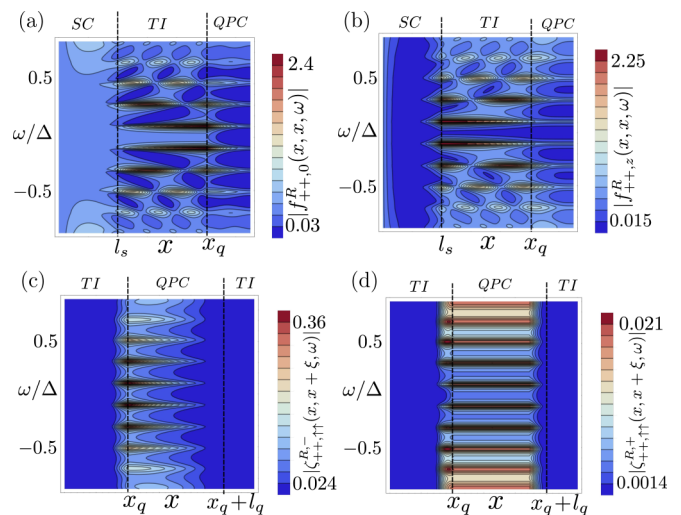 (a)
SC TI QPC
0.5
ω/Δ
−0.5
l_s x x_q
2.4
|f^R_{++,0}(x, x, ω)|
0.03
(b)
SC TI QPC
0.5
ω/Δ
−0.5
l_s x x_q
2.25
|f^R_{++,z}(x, x, ω)|
0.015
(c)
TI QPC TI
0.5
ω/Δ
−0.5
x_q x x_q+l_q
0.36
|ζ^{R,−}_{++,↑↑}(x, x + ξ, ω)|
0.024
(d)
TI QPC TI
0.5
ω/Δ
−0.5
x_q x x_q+l_q
0.021
|ζ^{R,+}_{++,↑↑}(x, x + ξ, ω)|
0.0014